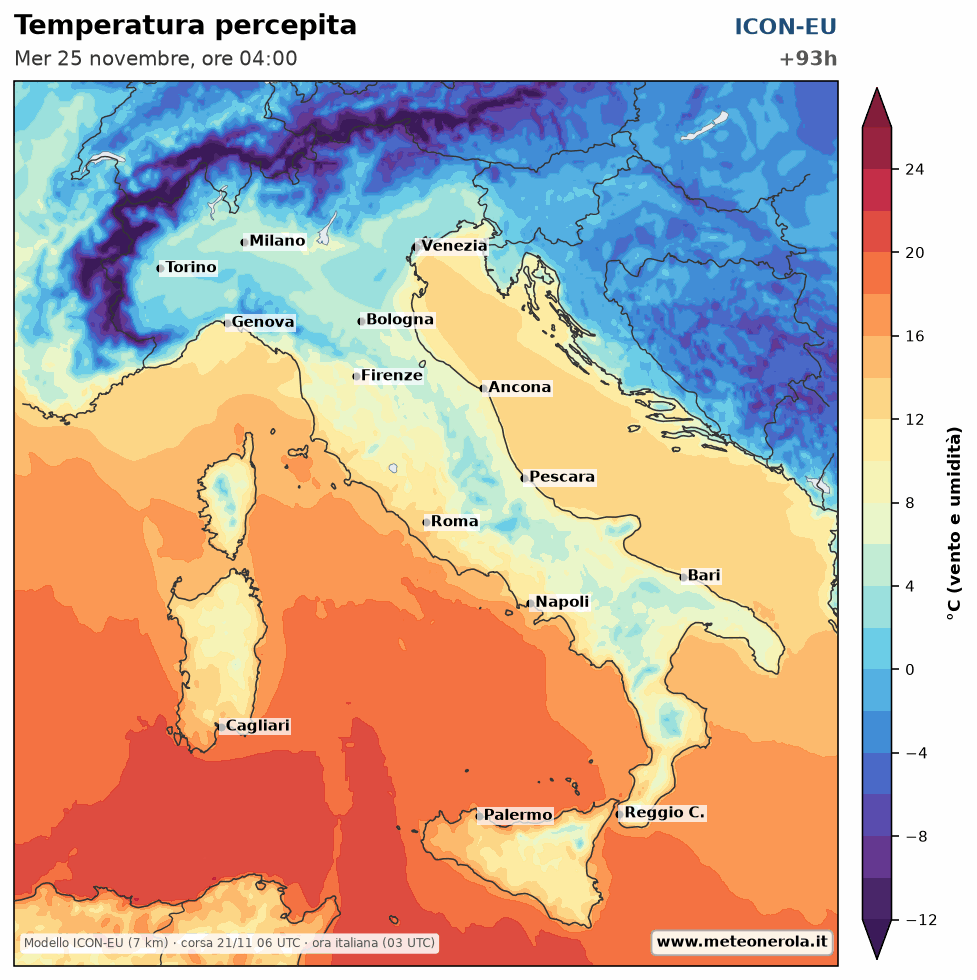 Temperatura percepita
ICON-EU
Mer 25 novembre, ore 04:00
+93h
Milano
Venezia
Torino
Genova
Bologna
Firenze
Ancona
Pescara
Roma
Bari
Napoli
Cagliari
Palermo
Reggio C.
24
20
16
12
8
4
0
−4
−8
−12
°C (vento e umidità)
Modello ICON-EU (7 km) · corsa 21/11 06 UTC · ora italiana (03 UTC)
www.meteonerola.it